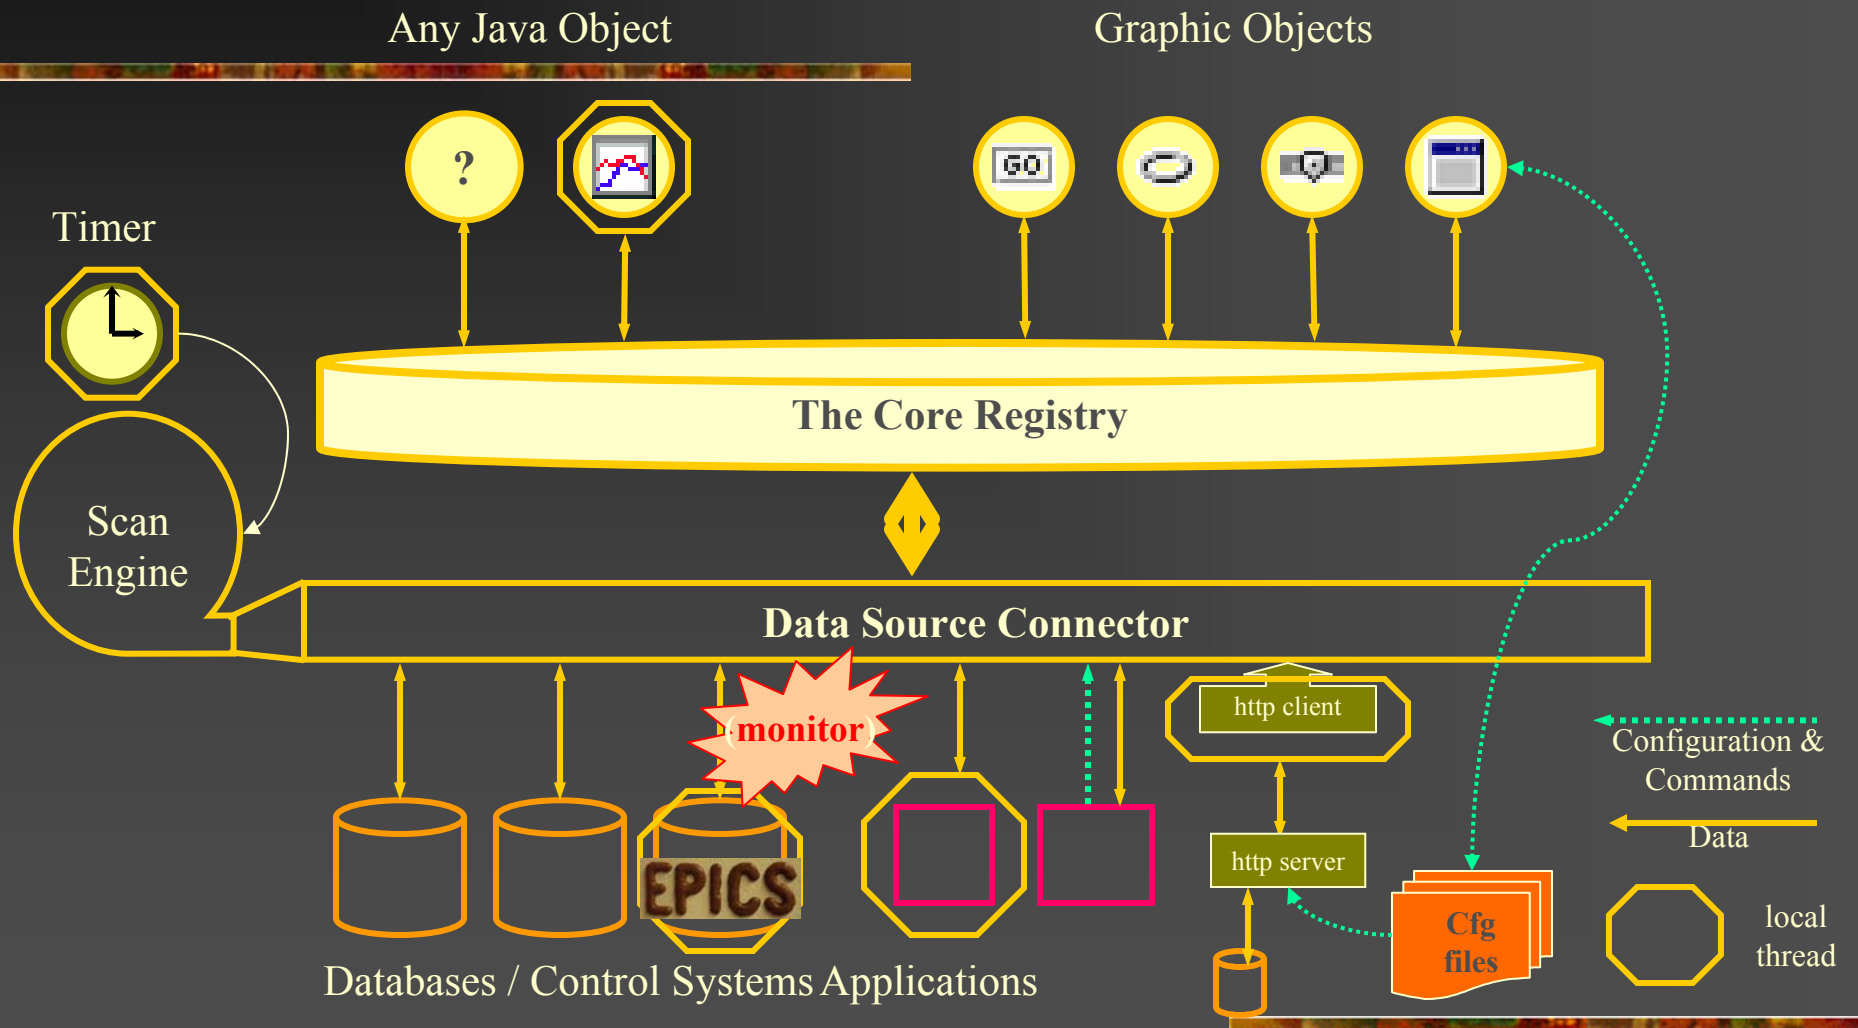 Any Java Object
Graphic Objects
?
GO
Timer
The Core Registry
Scan
Engine
Data Source Connector
(monitor)
http client
Configuration &
Commands
Data
http server
EPICS
Cfg
files
local
thread
Databases / Control Systems Applications